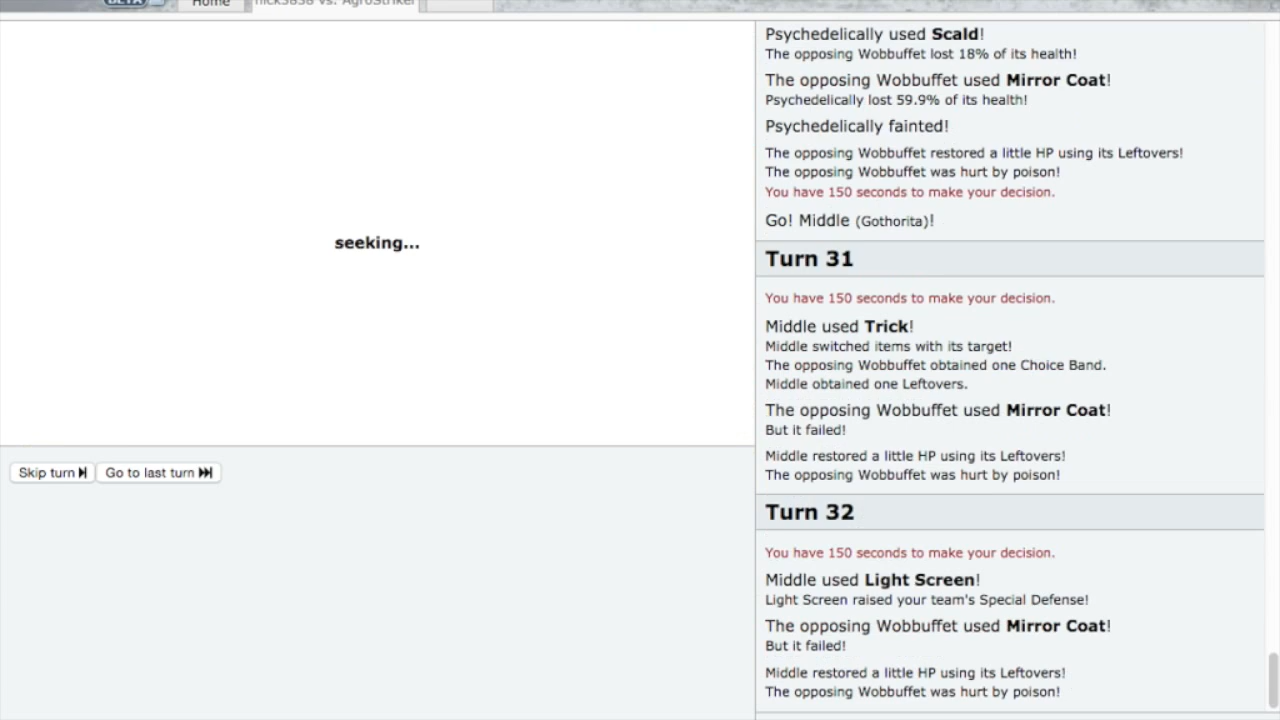 BETA
Home
nick3838 vs. AgroStriker
Psychedelically used Scald!
The opposing Wobbuffet lost 18% of its health!
The opposing Wobbuffet used Mirror Coat!
Psychedelically lost 59.9% of its health!
Psychedelically fainted!
The opposing Wobbuffet restored a little HP using its Leftovers!
The opposing Wobbuffet was hurt by poison!
You have 150 seconds to make your decision.
Go! Middle (Gothorita)!
seeking...
Turn 31
You have 150 seconds to make your decision.
Middle used Trick!
Middle switched items with its target!
The opposing Wobbuffet obtained one Choice Band.
Middle obtained one Leftovers.
The opposing Wobbuffet used Mirror Coat!
But it failed!
Middle restored a little HP using its Leftovers!
The opposing Wobbuffet was hurt by poison!
Skip turn
Go to last turn
Turn 32
You have 150 seconds to make your decision.
Middle used Light Screen!
Light Screen raised your team's Special Defense!
The opposing Wobbuffet used Mirror Coat!
But it failed!
Middle restored a little HP using its Leftovers!
The opposing Wobbuffet was hurt by poison!